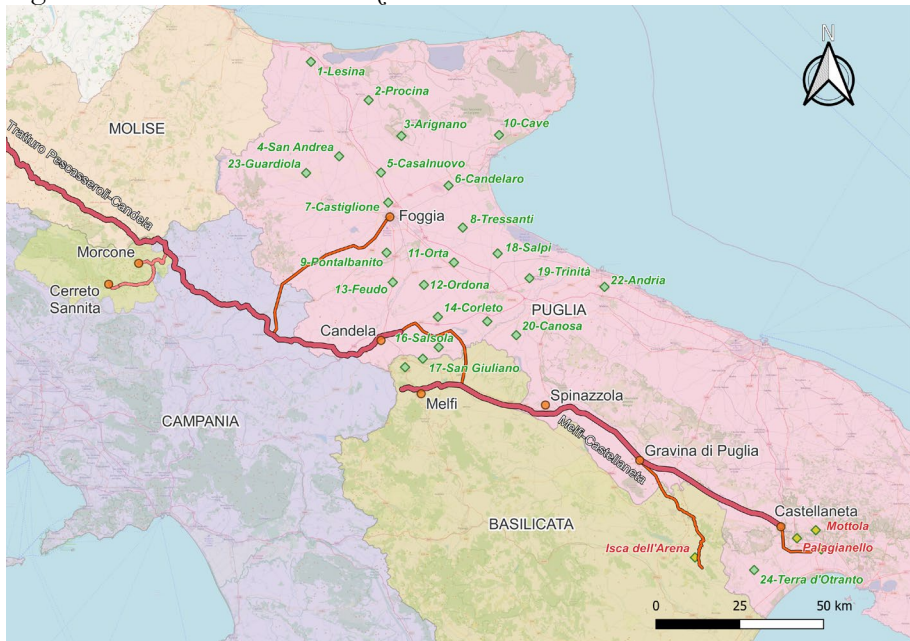 N
1-Lesina
2-Procina
3-Arignano
10-Cave
MOLISE
4-San Andrea
23-Guardiola
5-Casalnuovo
6-Candelaro
Tratturo Pescasseroli-Candela
7-Castiglione
Foggia
8-Tressanti
Morcone
9-Pontalbanito
11-Orta
18-Salpi
Cerreto
Sannita
13-Feudo
12-Ordona
19-Trinità
22-Andria
14-Corleto
PUGLIA
Candela
20-Canosa
16-Salsola
17-San Giuliano
CAMPANIA
Melfi
Spinazzola
Melfi-Castellaneta
Gravina di Puglia
BASILICATA
Castellaneta
Mottola
Isca dell'Arena
Palagianello
24-Terra d'Otranto
0 25 50 km